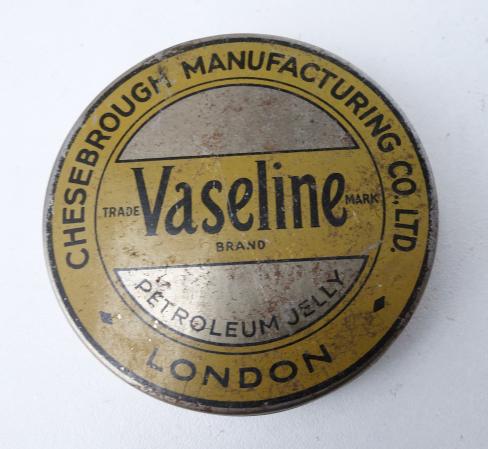 CHESEBROUGH MANUFACTURING CO., LTD.
TRADE Vaseline MARK
BRAND
PETROLEUM JELLY
LONDON